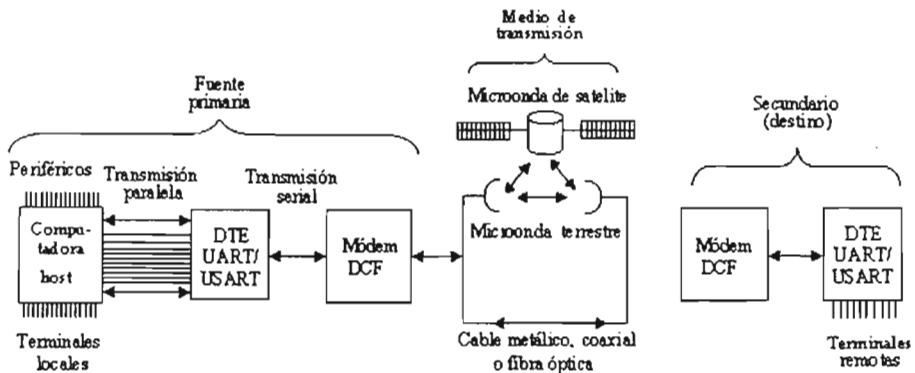 Medio de
transmisión
Fuente
primaria
Microonda de satelite
Secundario
(destino)
Periféricos
Transmisión
paralela
Transmisión
serial
Compu-
tadora
host
DTE
UART/
USART
Módem
DCF
Microonda terrestre
Módem
DCF
DTE
UART/
USART
Terminales
locales
Cable metálico, coaxial
o fibra óptica
Terminales
remotas